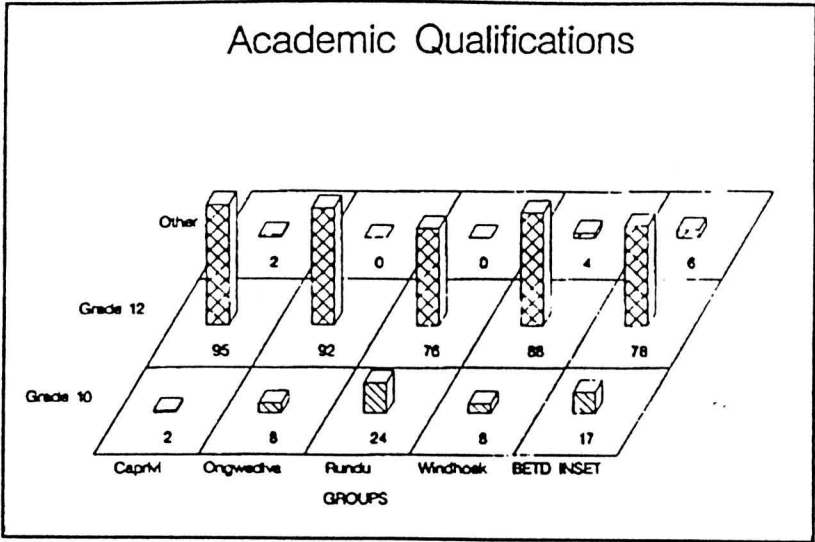 Academic Qualifications
Other
2 0 0 4 6
Grade 12
95 92 76 88 78
Grade 10
2 8 24 8 17
Caprivi Ongwediva Rundu Windhoek BETD INSET
GROUPS